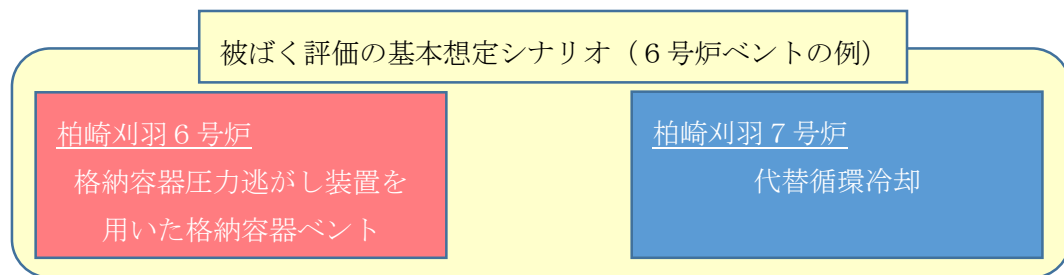 被ばく評価の基本想定シナリオ（６号炉ベントの例）
柏崎刈羽６号炉
格納容器圧力逃がし装置を
用いた格納容器ベント
柏崎刈羽７号炉
代替循環冷却